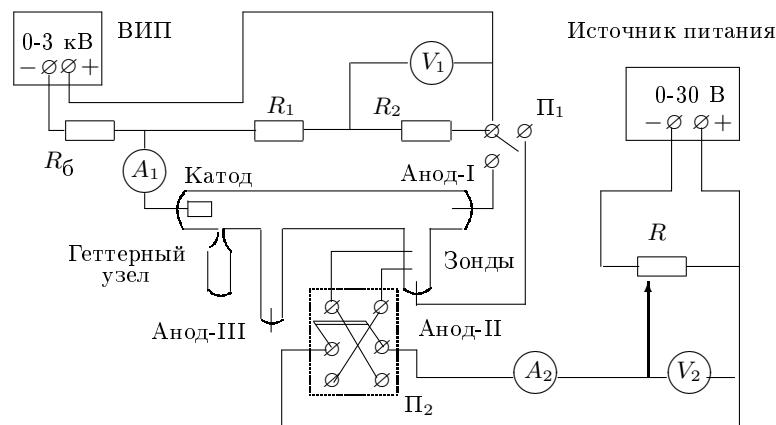 ВИП
0-3 кВ
− +
Источник питания
0-30 В
− +
V₁
R₁
R₂
П₁
Rб
A₁
Катод
Анод-I
Геттерный
узел
Зонды
R
Анод-III
Анод-II
П₂
A₂
V₂